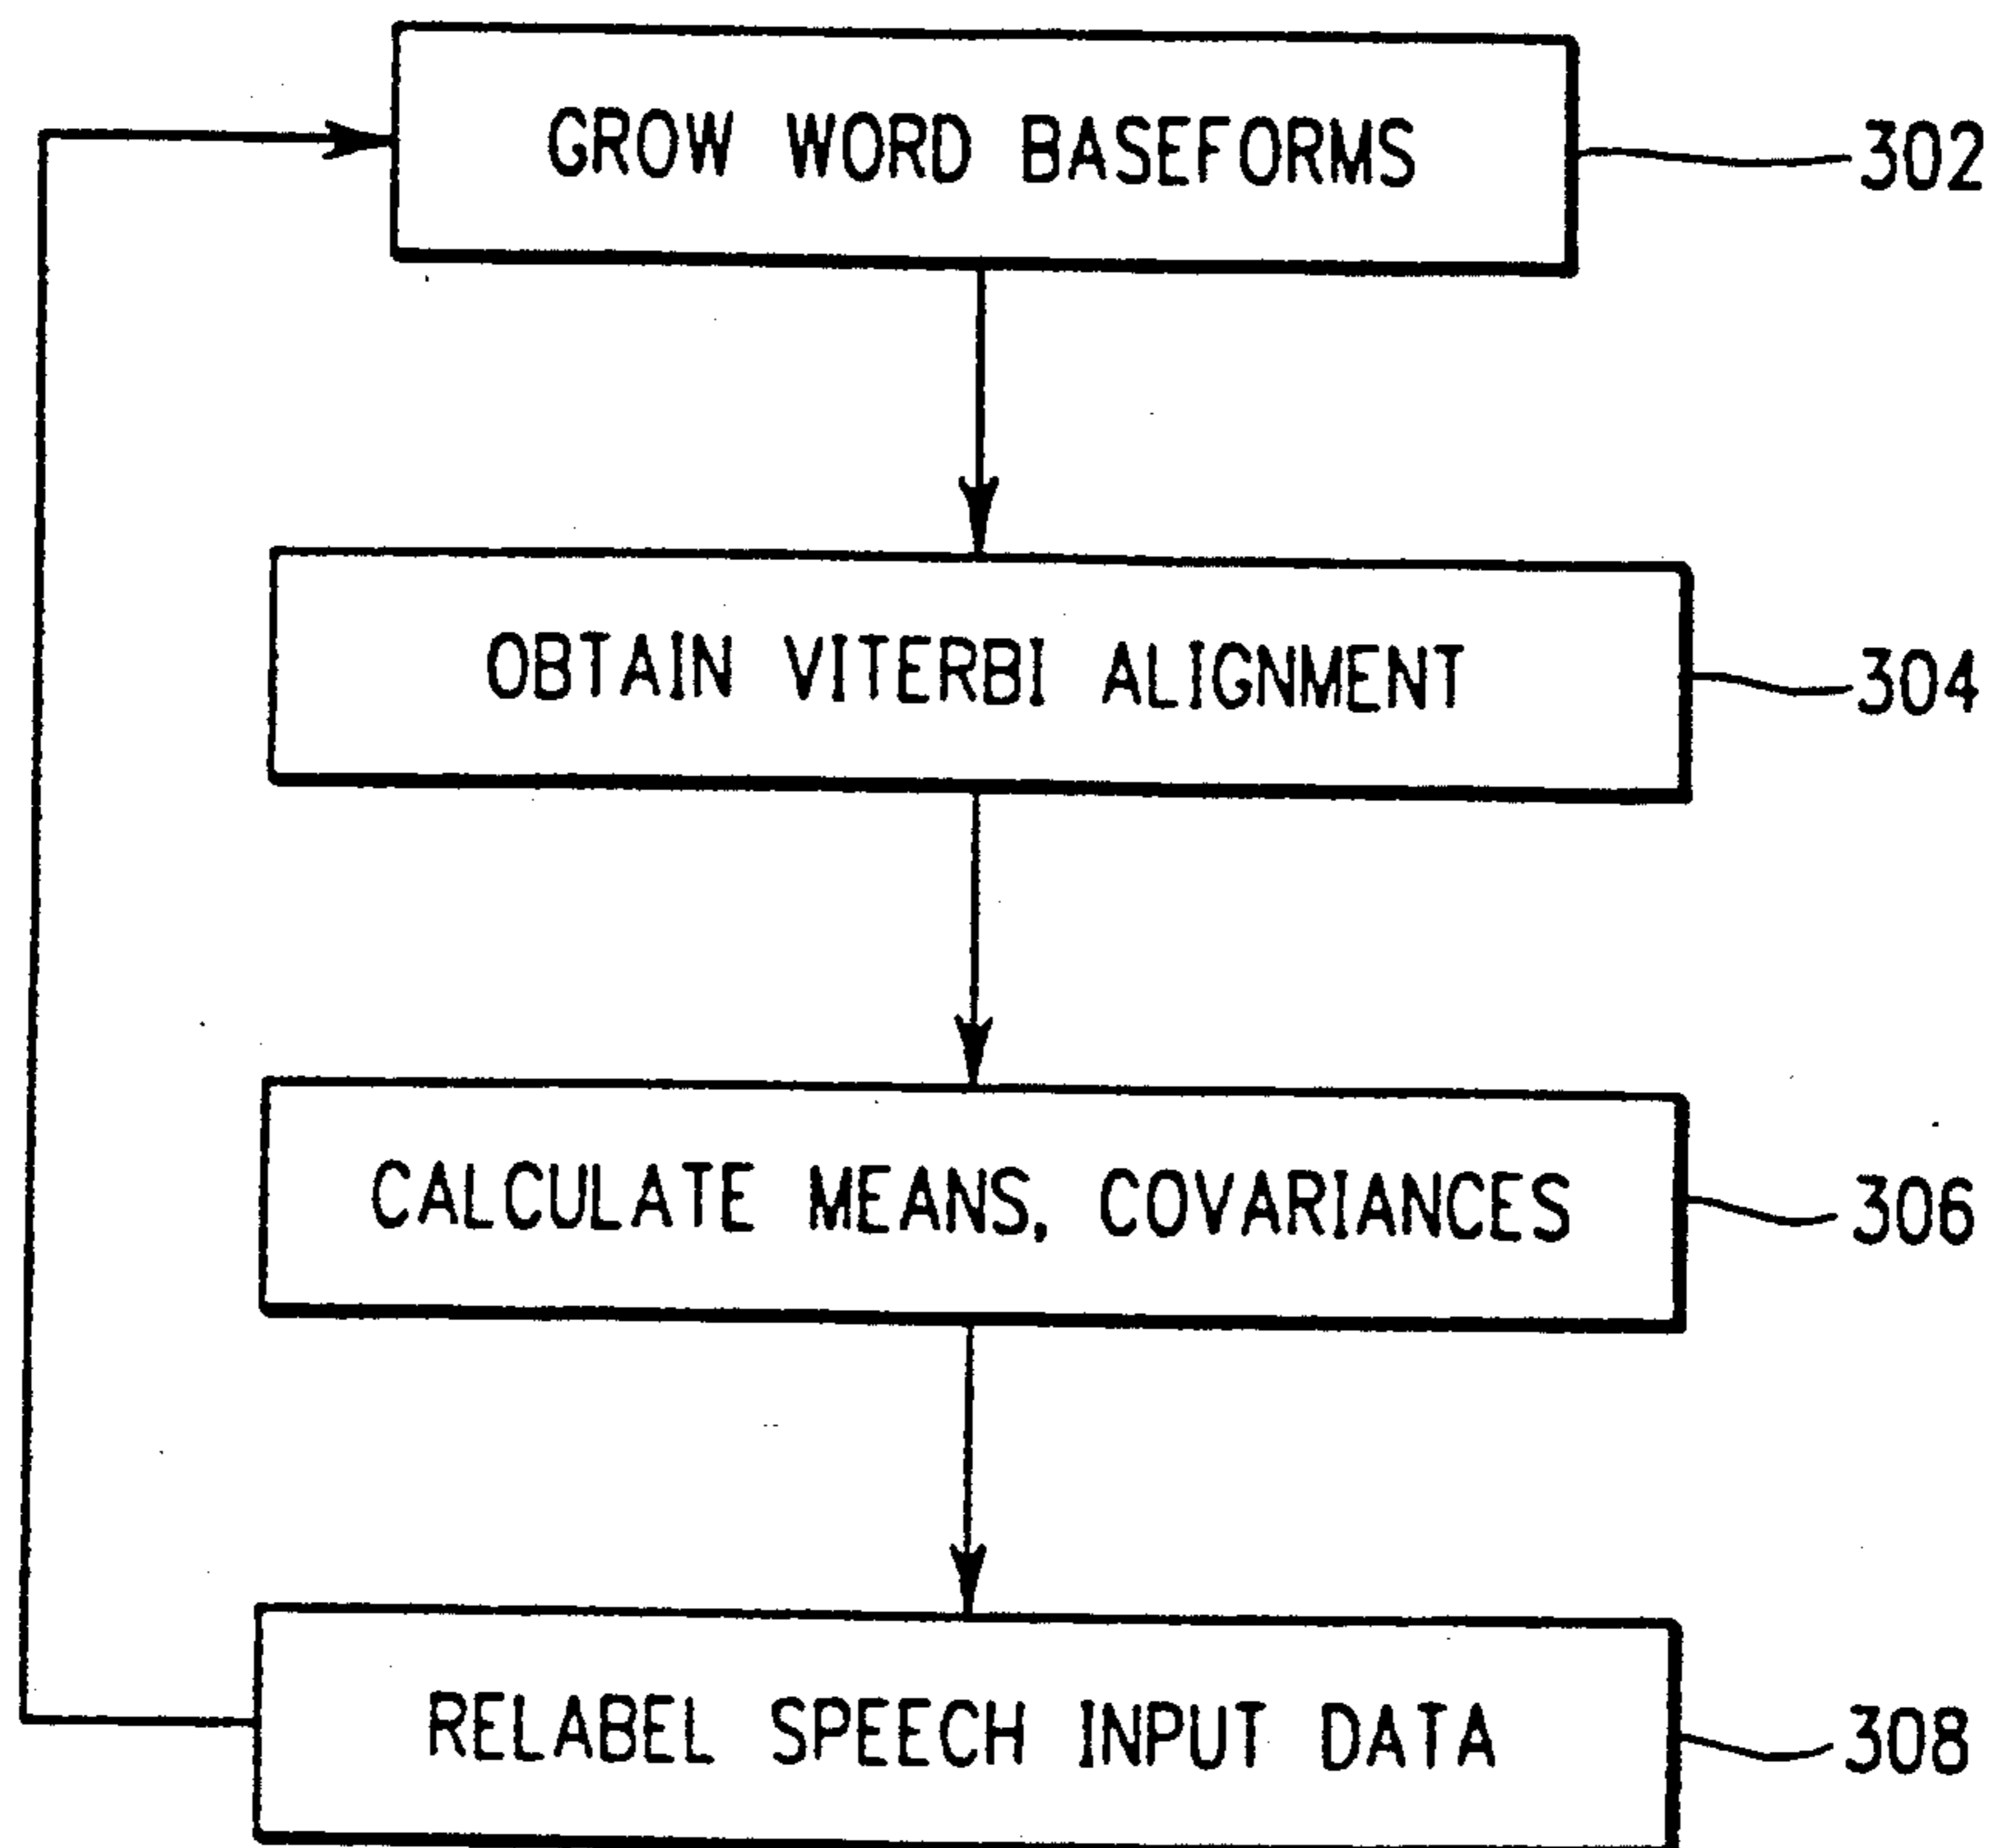 GROW WORD BASEFORMS
302
OBTAIN VITERBI ALIGNMENT
304
CALCULATE MEANS, COVARIANCES
306
RELABEL SPEECH INPUT DATA
308